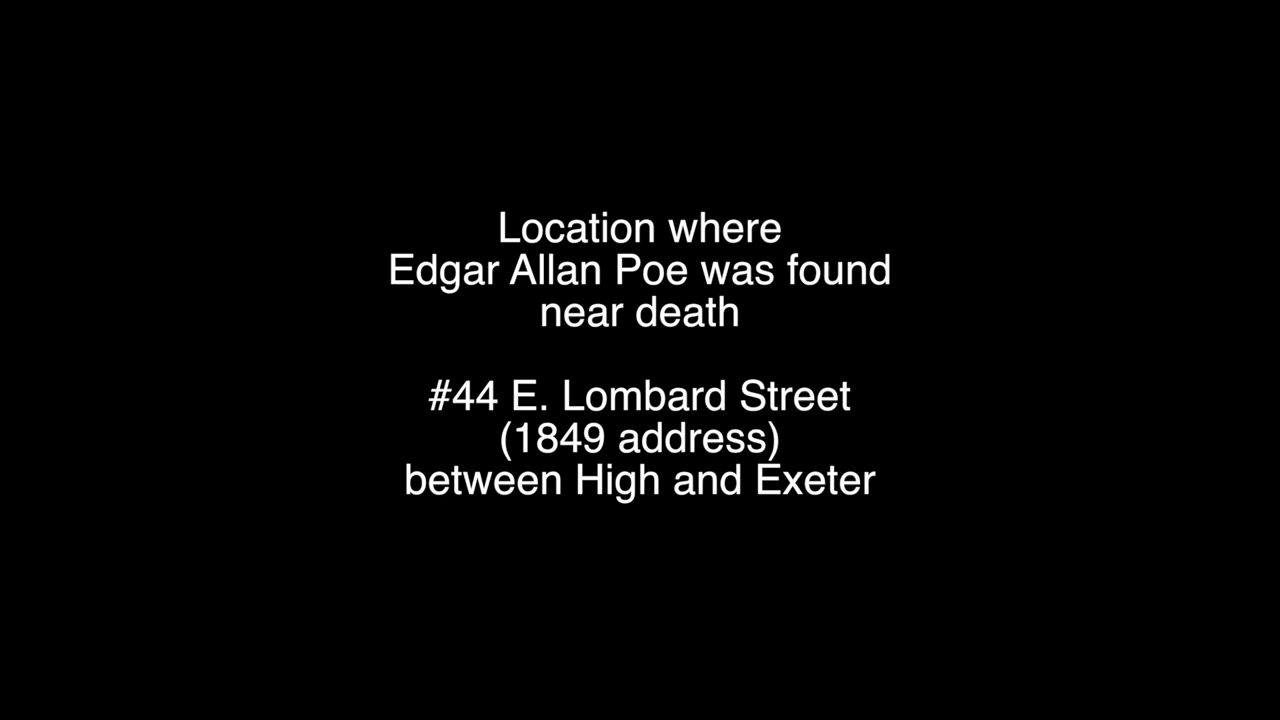 Location where
Edgar Allan Poe was found
near death
#44 E. Lombard Street
(1849 address)
between High and Exeter